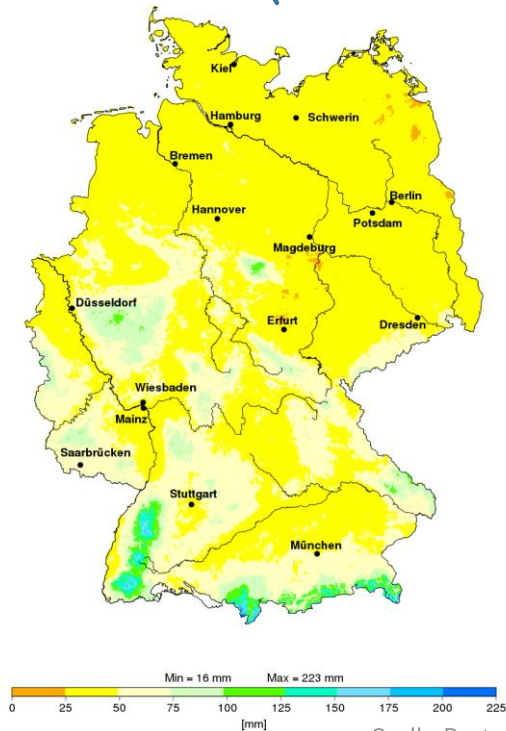 Kiel
Hamburg
Schwerin
Bremen
Berlin
Hannover
Potsdam
Magdeburg
Düsseldorf
Erfurt
Dresden
Wiesbaden
Mainz
Saarbrücken
Stuttgart
München
Min = 16 mm Max = 223 mm
0 25 50 75 100 125 150 175 200 225
[mm]